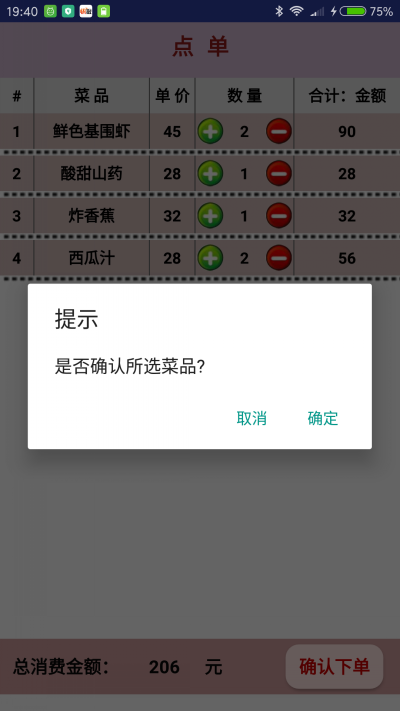 19:40 75%
点 单
# 菜 品 单 价 数 量 合计：金额
1 鲜色基围虾 45 2 90
2 酸甜山药 28 1 28
3 炸香蕉 32 1 32
4 西瓜汁 28 2 56
提示
是否确认所选菜品?
取消 确定
总消费金额： 206 元 确认下单